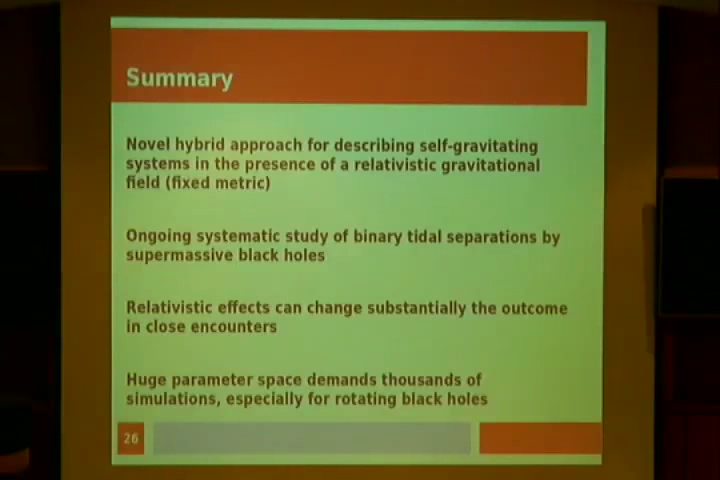 Summary
Novel hybrid approach for describing self-gravitating
systems in the presence of a relativistic gravitational
field (fixed metric)
Ongoing systematic study of binary tidal separations by
supermassive black holes
Relativistic effects can change substantially the outcome
in close encounters
Huge parameter space demands thousands of
simulations, especially for rotating black holes
26